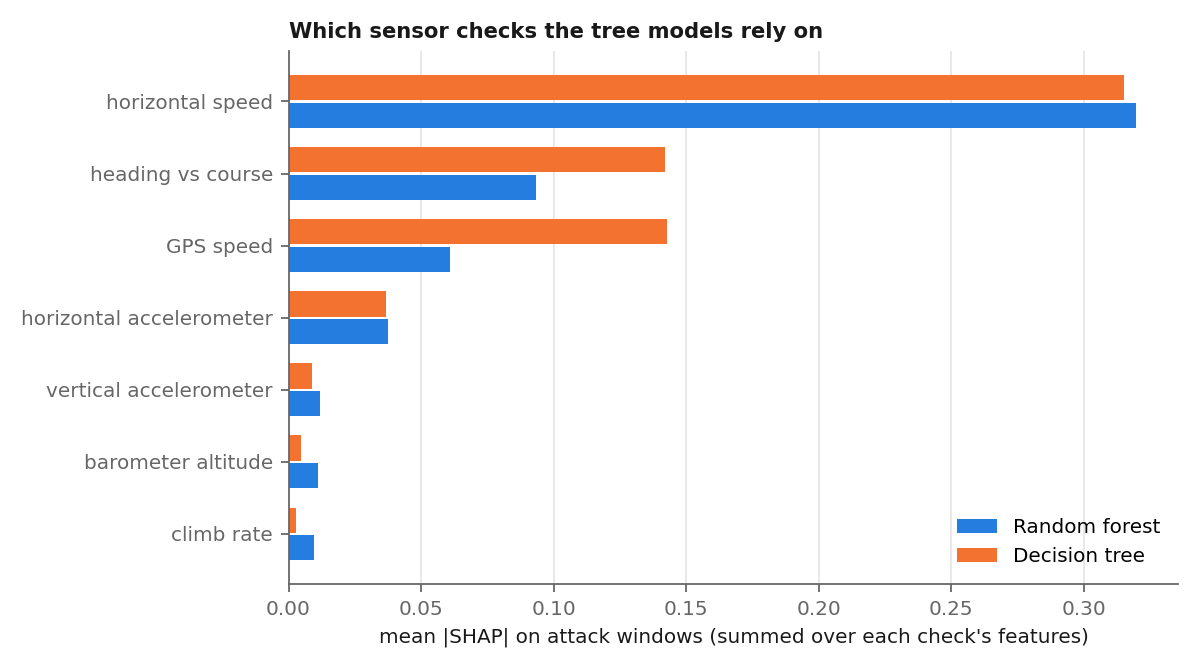 Which sensor checks the tree models rely on
horizontal speed
heading vs course
GPS speed
horizontal accelerometer
vertical accelerometer
barometer altitude
climb rate
Random forest
Decision tree
0.00 0.05 0.10 0.15 0.20 0.25 0.30
mean |SHAP| on attack windows (summed over each check's features)